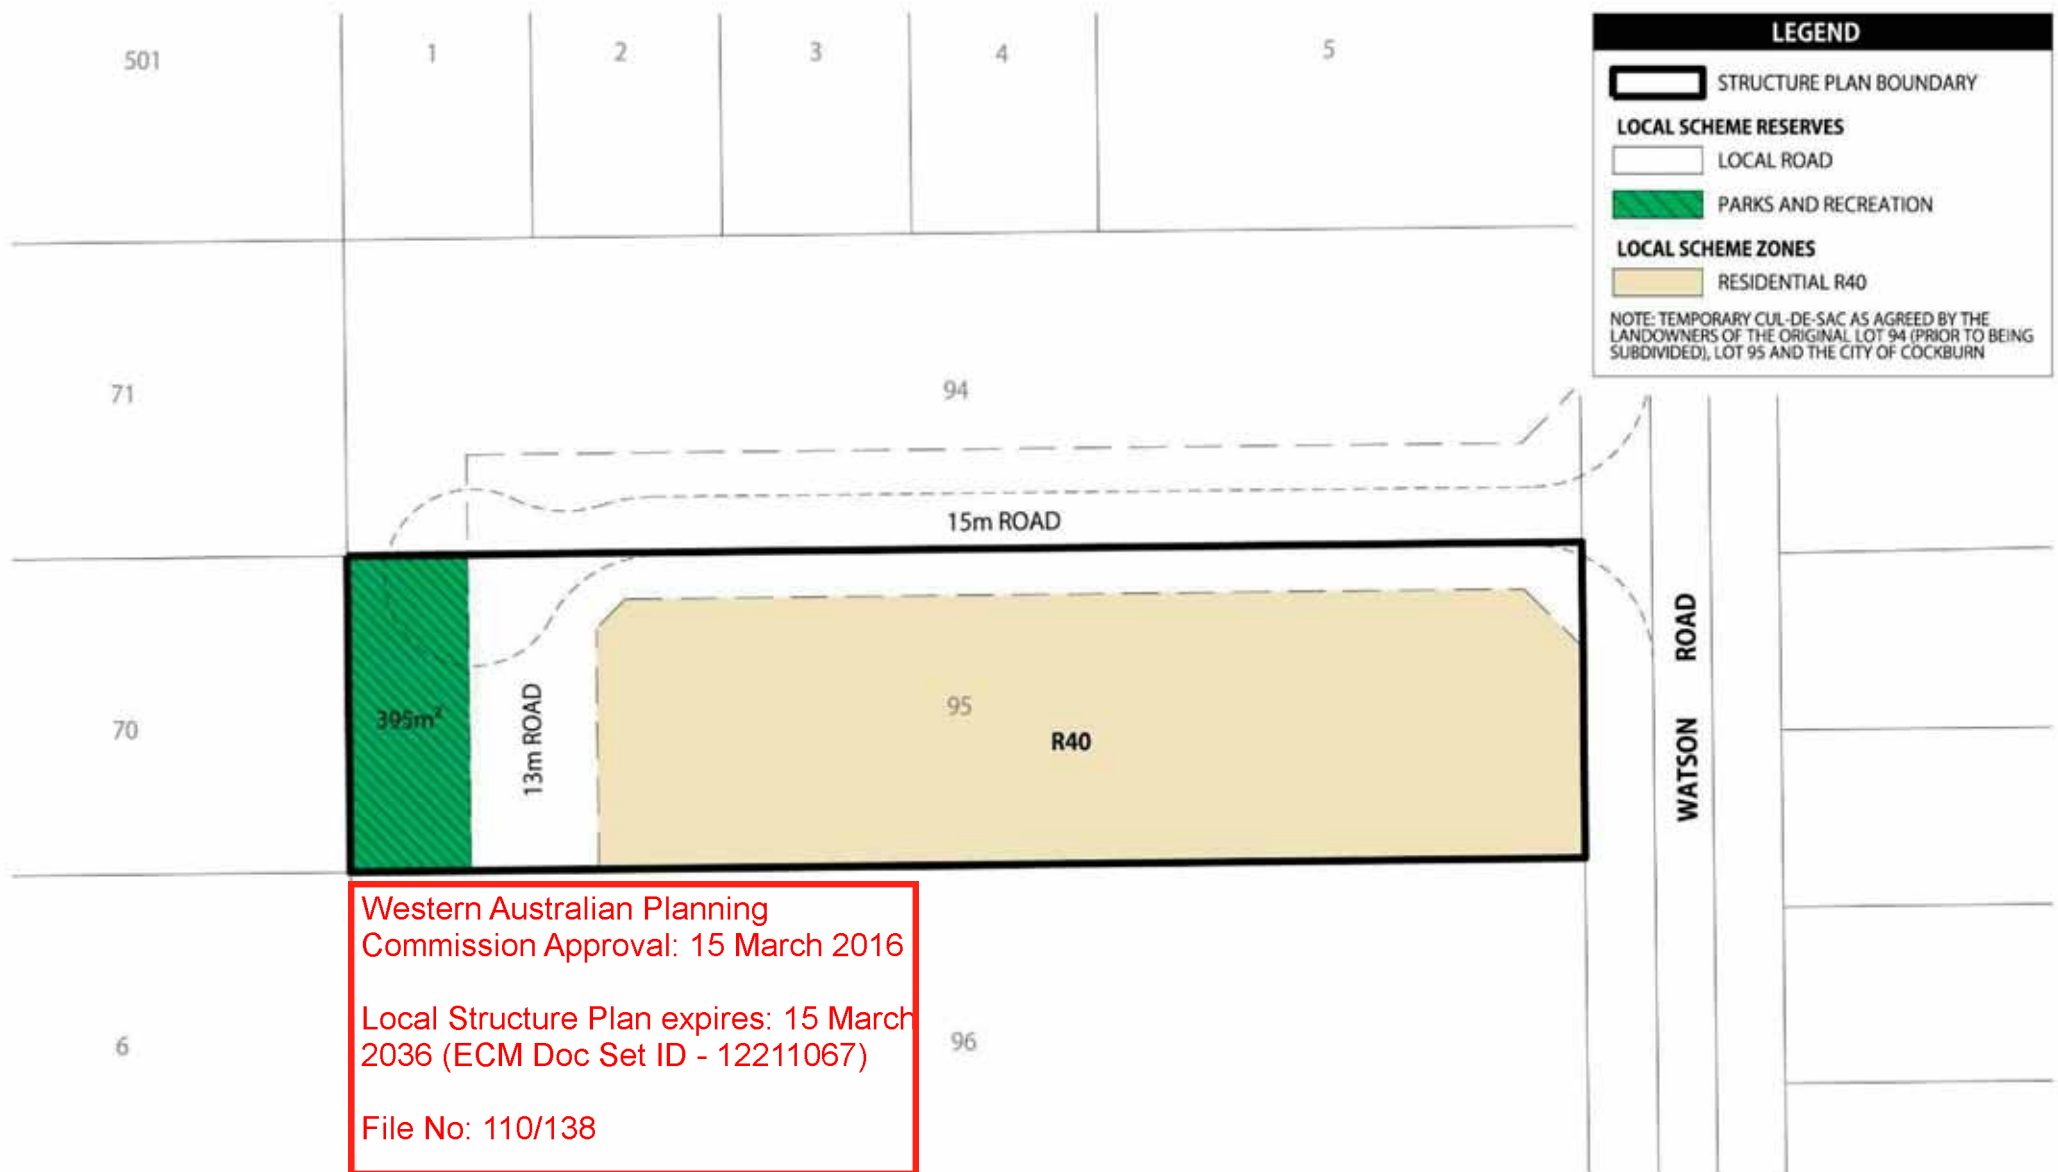 501
1
2
3
4
5
LEGEND
STRUCTURE PLAN BOUNDARY
LOCAL SCHEME RESERVES
LOCAL ROAD
PARKS AND RECREATION
LOCAL SCHEME ZONES
RESIDENTIAL R40
NOTE: TEMPORARY CUL-DE-SAC AS AGREED BY THE
LANDOWNERS OF THE ORIGINAL LOT 94 (PRIOR TO BEING
SUBDIVIDED), LOT 95 AND THE CITY OF COCKBURN
71
94
15m ROAD
70
395m²
13m ROAD
95
R40
WATSON ROAD
Western Australian Planning
Commission Approval: 15 March 2016
Local Structure Plan expires: 15 March
2036 (ECM Doc Set ID - 12211067)
File No: 110/138
6
96